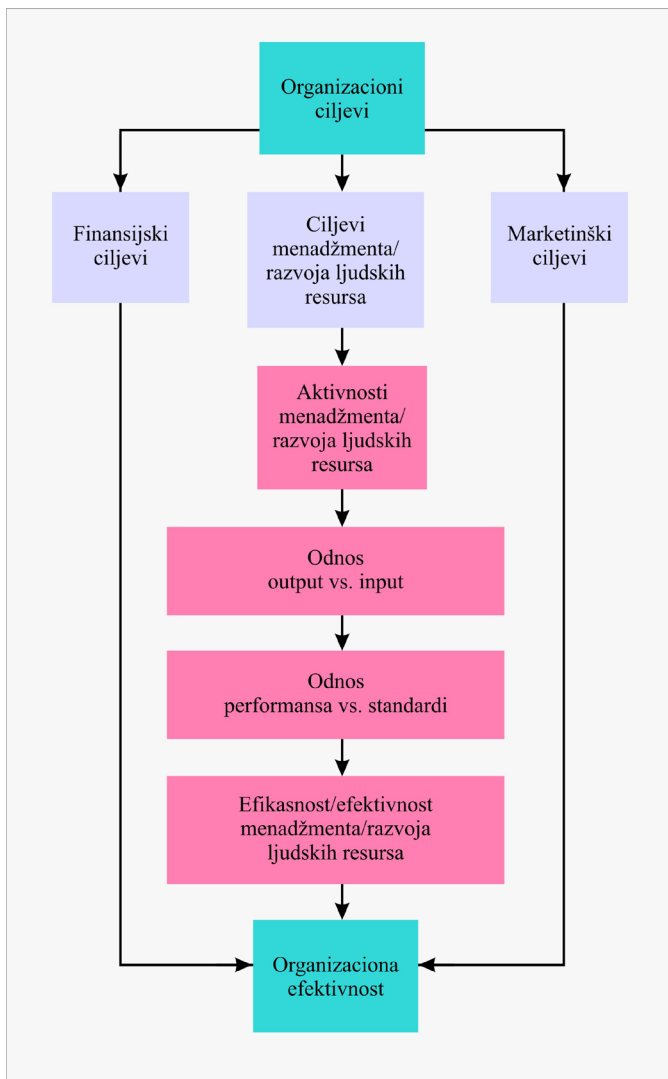 Organizacioni
ciljevi
Finansijski
ciljevi
Ciljevi
menadžmenta/
razvoja ljudskih
resursa
Marketinški
ciljevi
Aktivnosti
menadžmenta/
razvoja ljudskih
resursa
Odnos
output vs. input
Odnos
performansa vs. standardi
Efikasnost/efektivnost
menadžmenta/razvoja
ljudskih resursa
Organizaciona
efektivnost